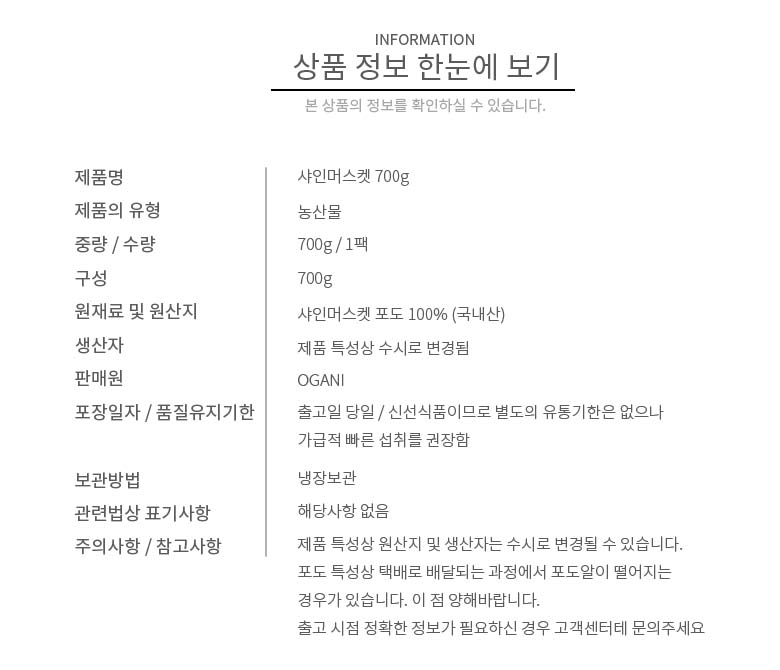 INFORMATION
상품 정보 한눈에 보기
본 상품의 정보를 확인하실 수 있습니다.
제품명 샤인머스켓 700g
제품의 유형 농산물
중량 / 수량 700g / 1팩
구성 700g
원재료 및 원산지 샤인머스켓 포도 100% (국내산)
생산자 제품 특성상 수시로 변경됨
판매원 OGANI
포장일자 / 품질유지기한 출고일 당일 / 신선식품이므로 별도의 유통기한은 없으나
가급적 빠른 섭취를 권장함
보관방법 냉장보관
관련법상 표기사항 해당사항 없음
주의사항 / 참고사항 제품 특성상 원산지 및 생산자는 수시로 변경될 수 있습니다.
포도 특성상 택배로 배달되는 과정에서 포도알이 떨어지는
경우가 있습니다. 이 점 양해바랍니다.
출고 시점 정확한 정보가 필요하신 경우 고객센터테 문의주세요